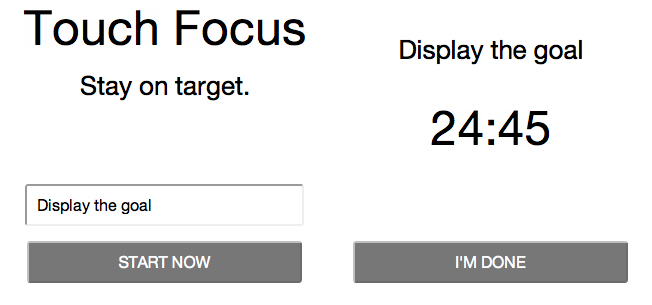 Touch Focus
Stay on target.
Display the goal
START NOW
Display the goal
24:45
I'M DONE